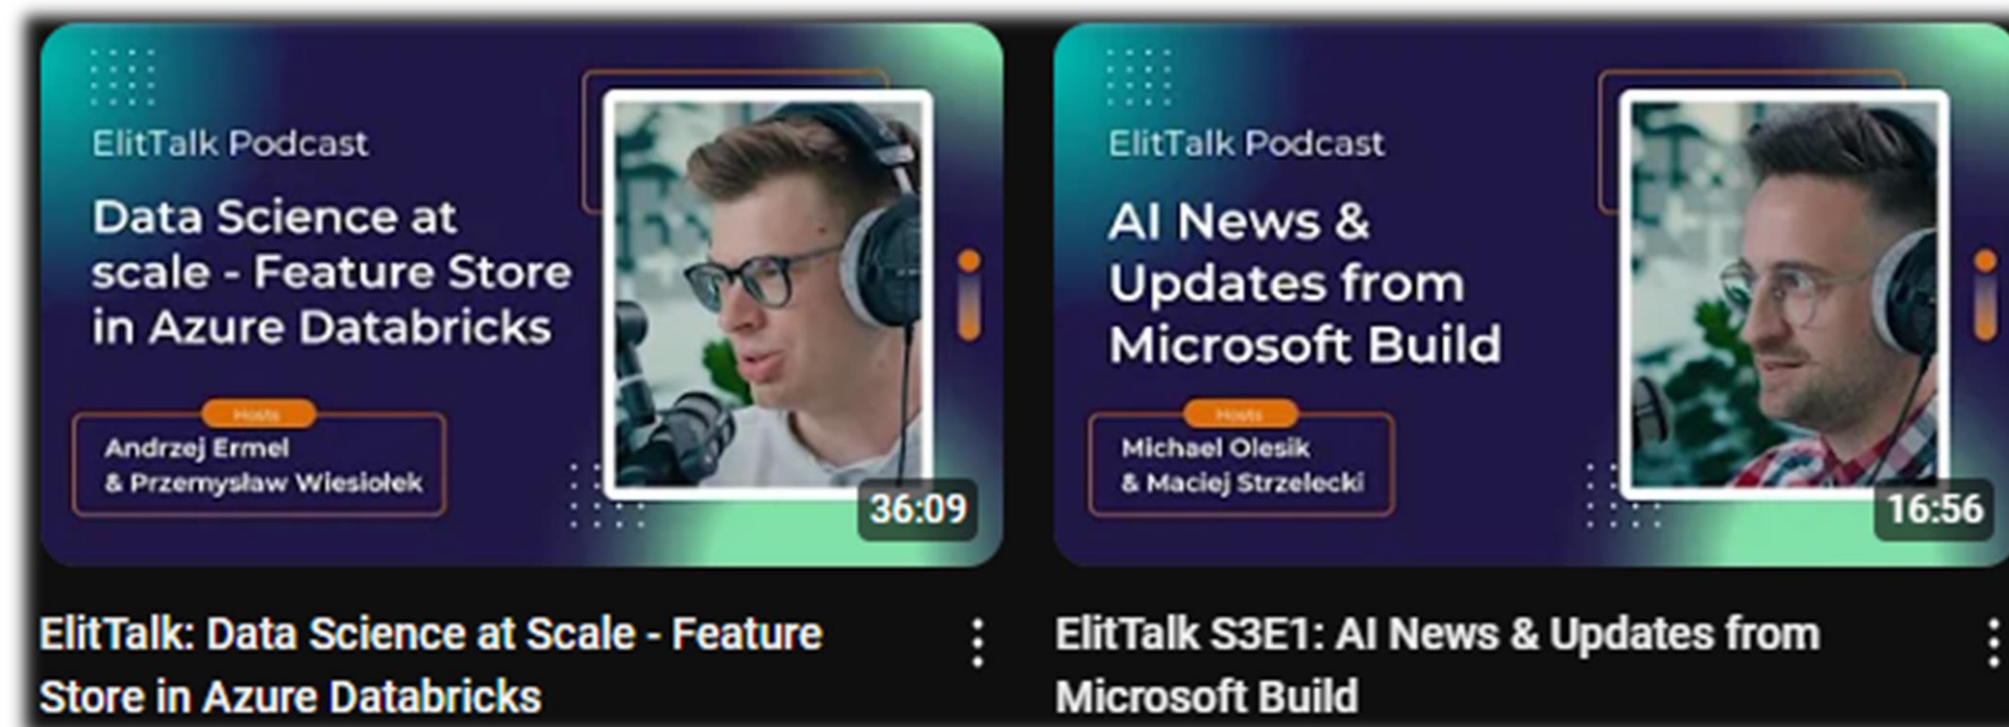 ElitTalk Podcast
Data Science at
scale - Feature Store
in Azure Databricks
Hosts
Andrzej Ermel
& Przemysław Wiesiołek
36:09
ElitTalk: Data Science at Scale - Feature
Store in Azure Databricks
ElitTalk Podcast
AI News &
Updates from
Microsoft Build
Hosts
Michael Olesik
& Maciej Strzelecki
16:56
ElitTalk S3E1: AI News & Updates from
Microsoft Build